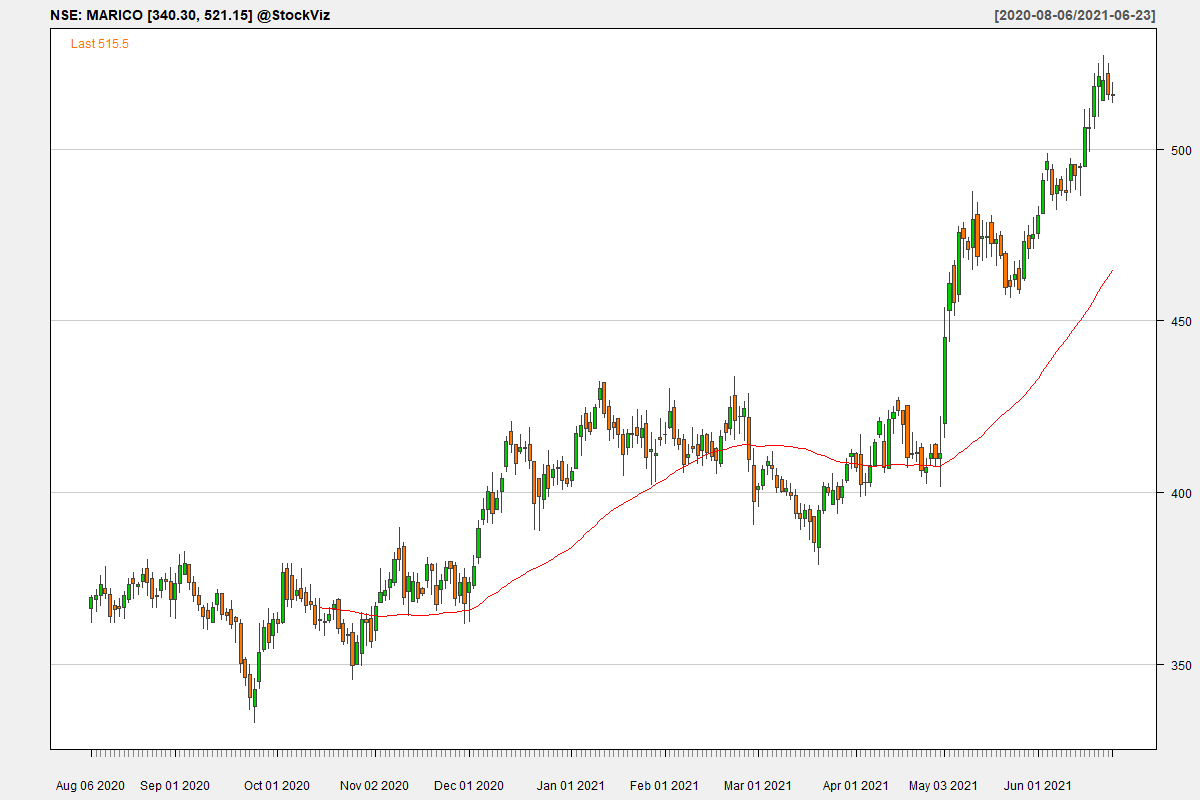 NSE: MARICO [340.30, 521.15] @StockViz [2020-08-06/2021-06-23]
Last 515.5
500
450
400
350
Aug 06 2020 Sep 01 2020 Oct 01 2020 Nov 02 2020 Dec 01 2020 Jan 01 2021 Feb 01 2021 Mar 01 2021 Apr 01 2021 May 03 2021 Jun 01 2021